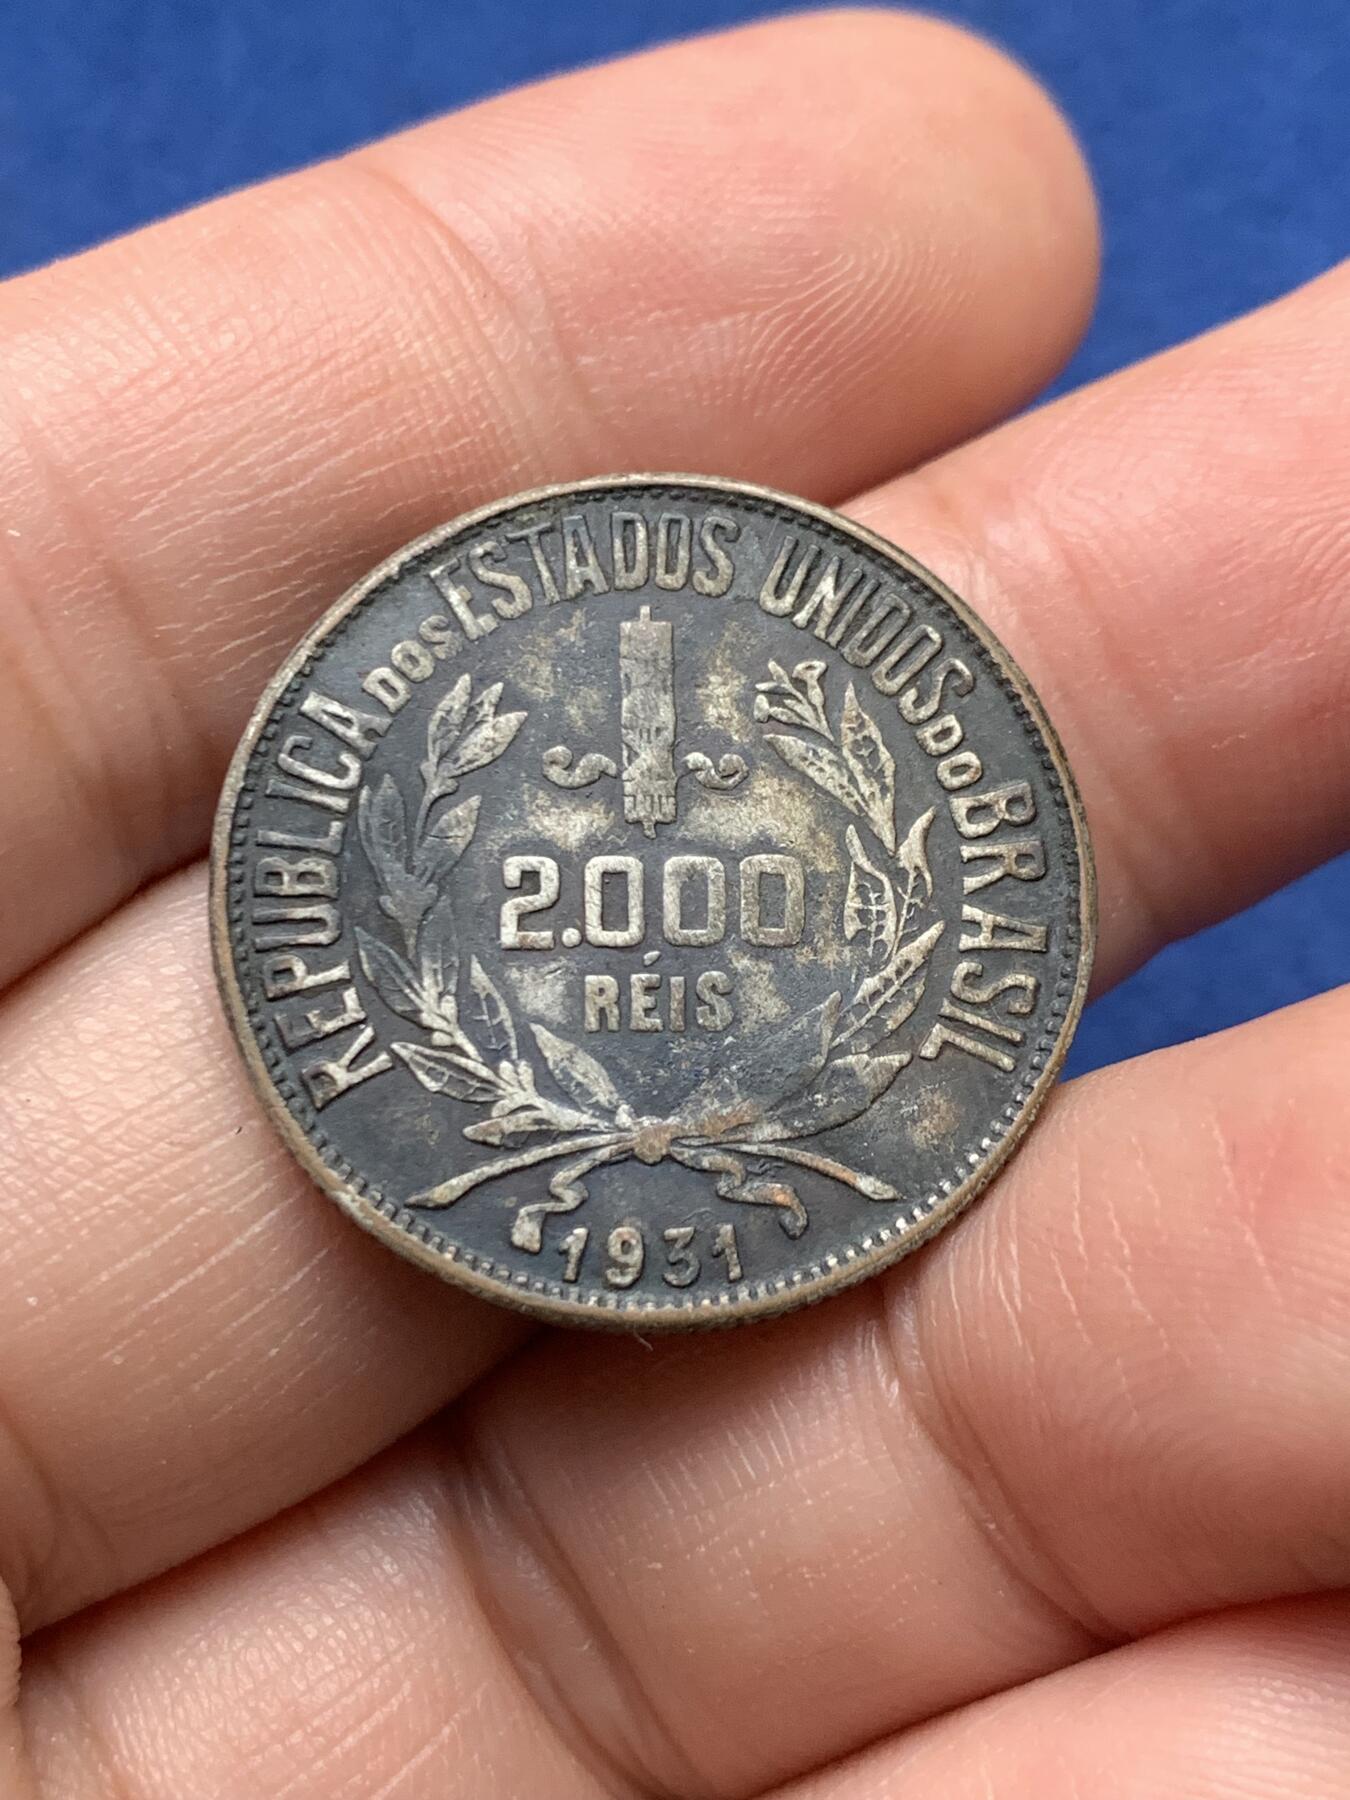 REPUBLICA DOS ESTADOS UNIDOS DO BRASIL
2.000
RÉIS
1931